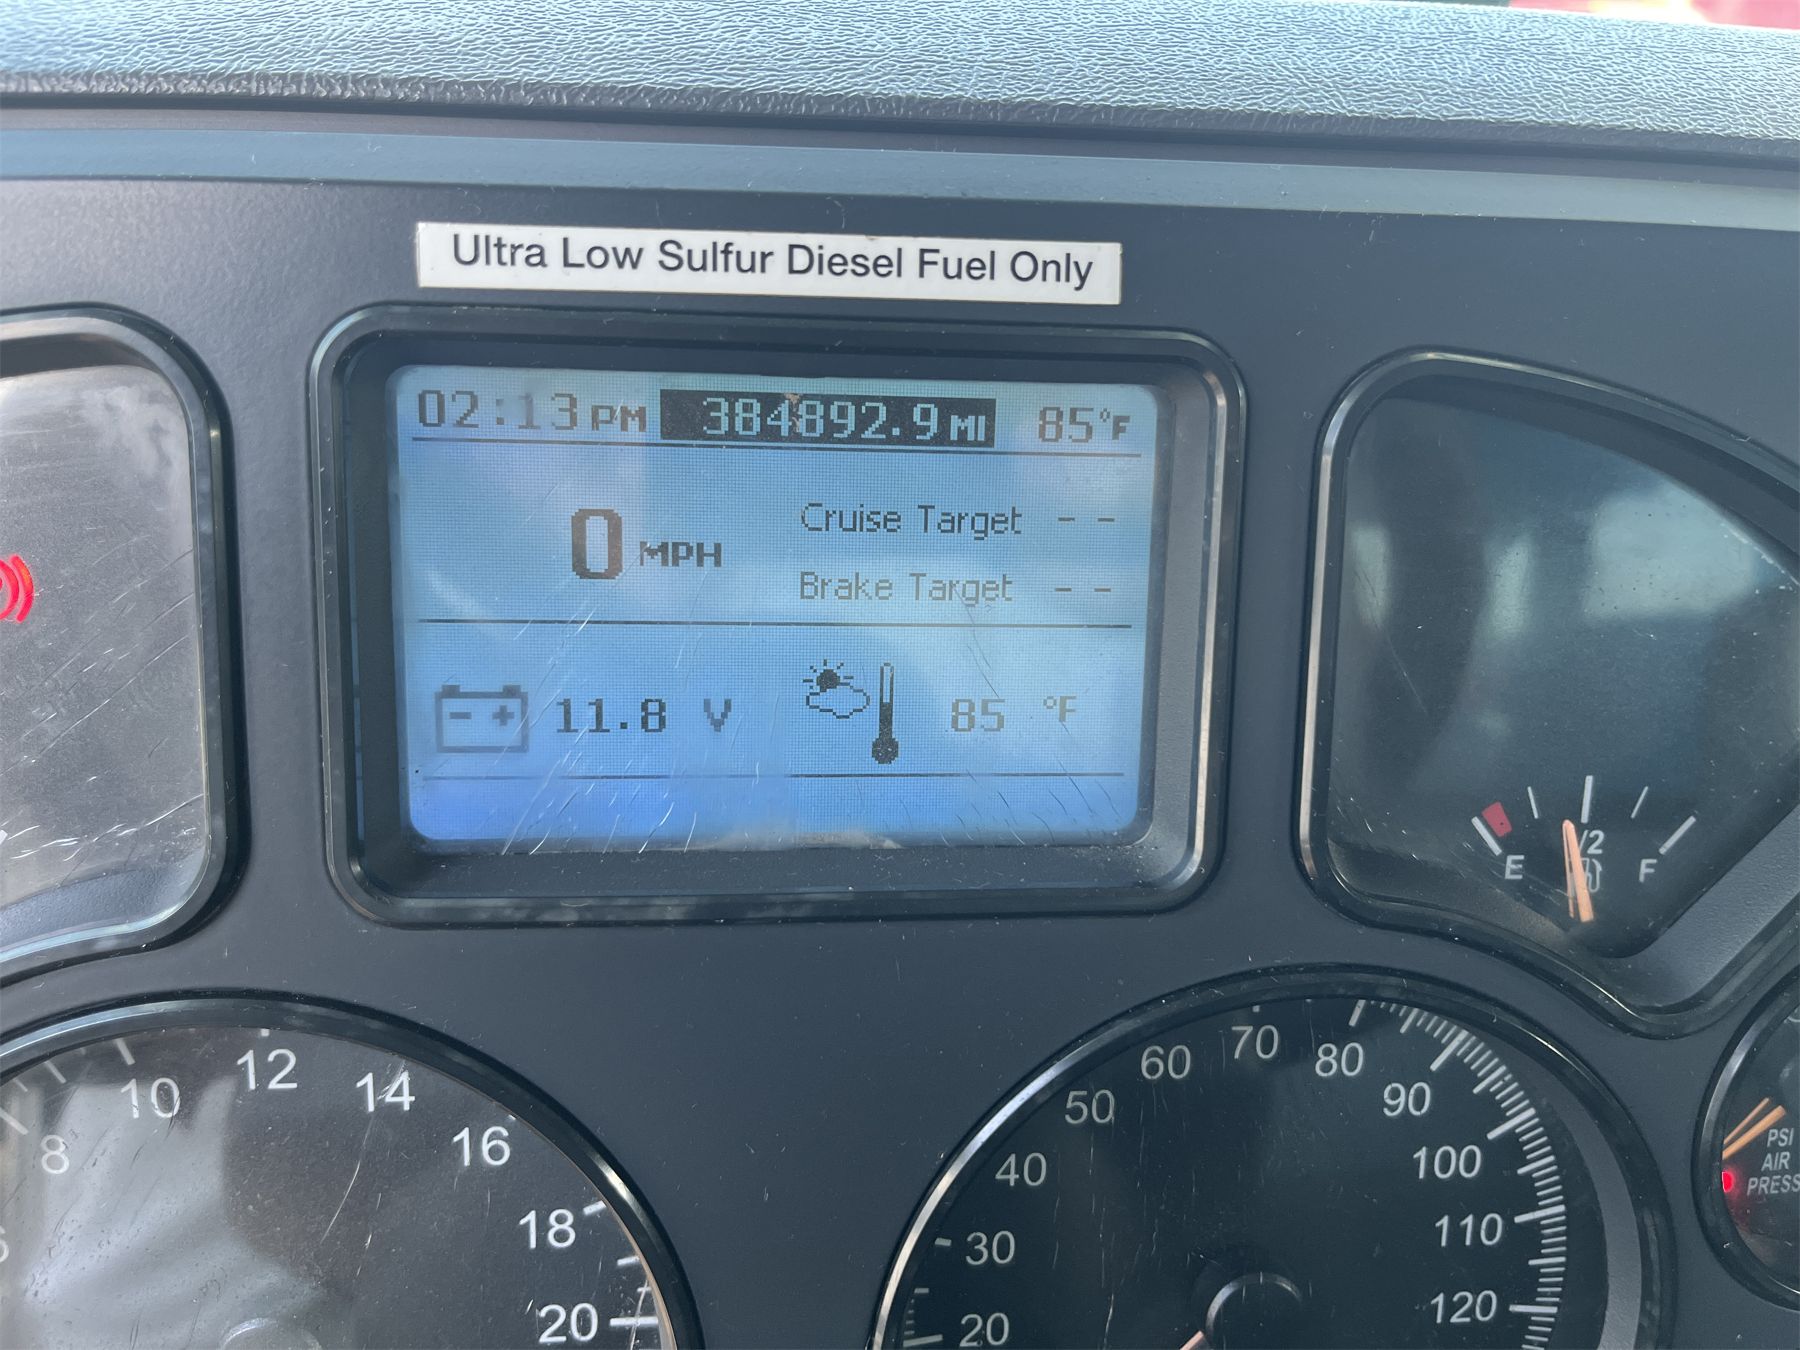 Ultra Low Sulfur Diesel Fuel Only
02:13 PM 384892.9 MI 85°F
0 MPH
Cruise Target - -
Brake Target - -
- + 11.8 V 85 °F
E 1/2 F
8 10 12 14 16 18 20
20 30 40 50 60 70 80 90 100 110 120
PSI
AIR
PRESS